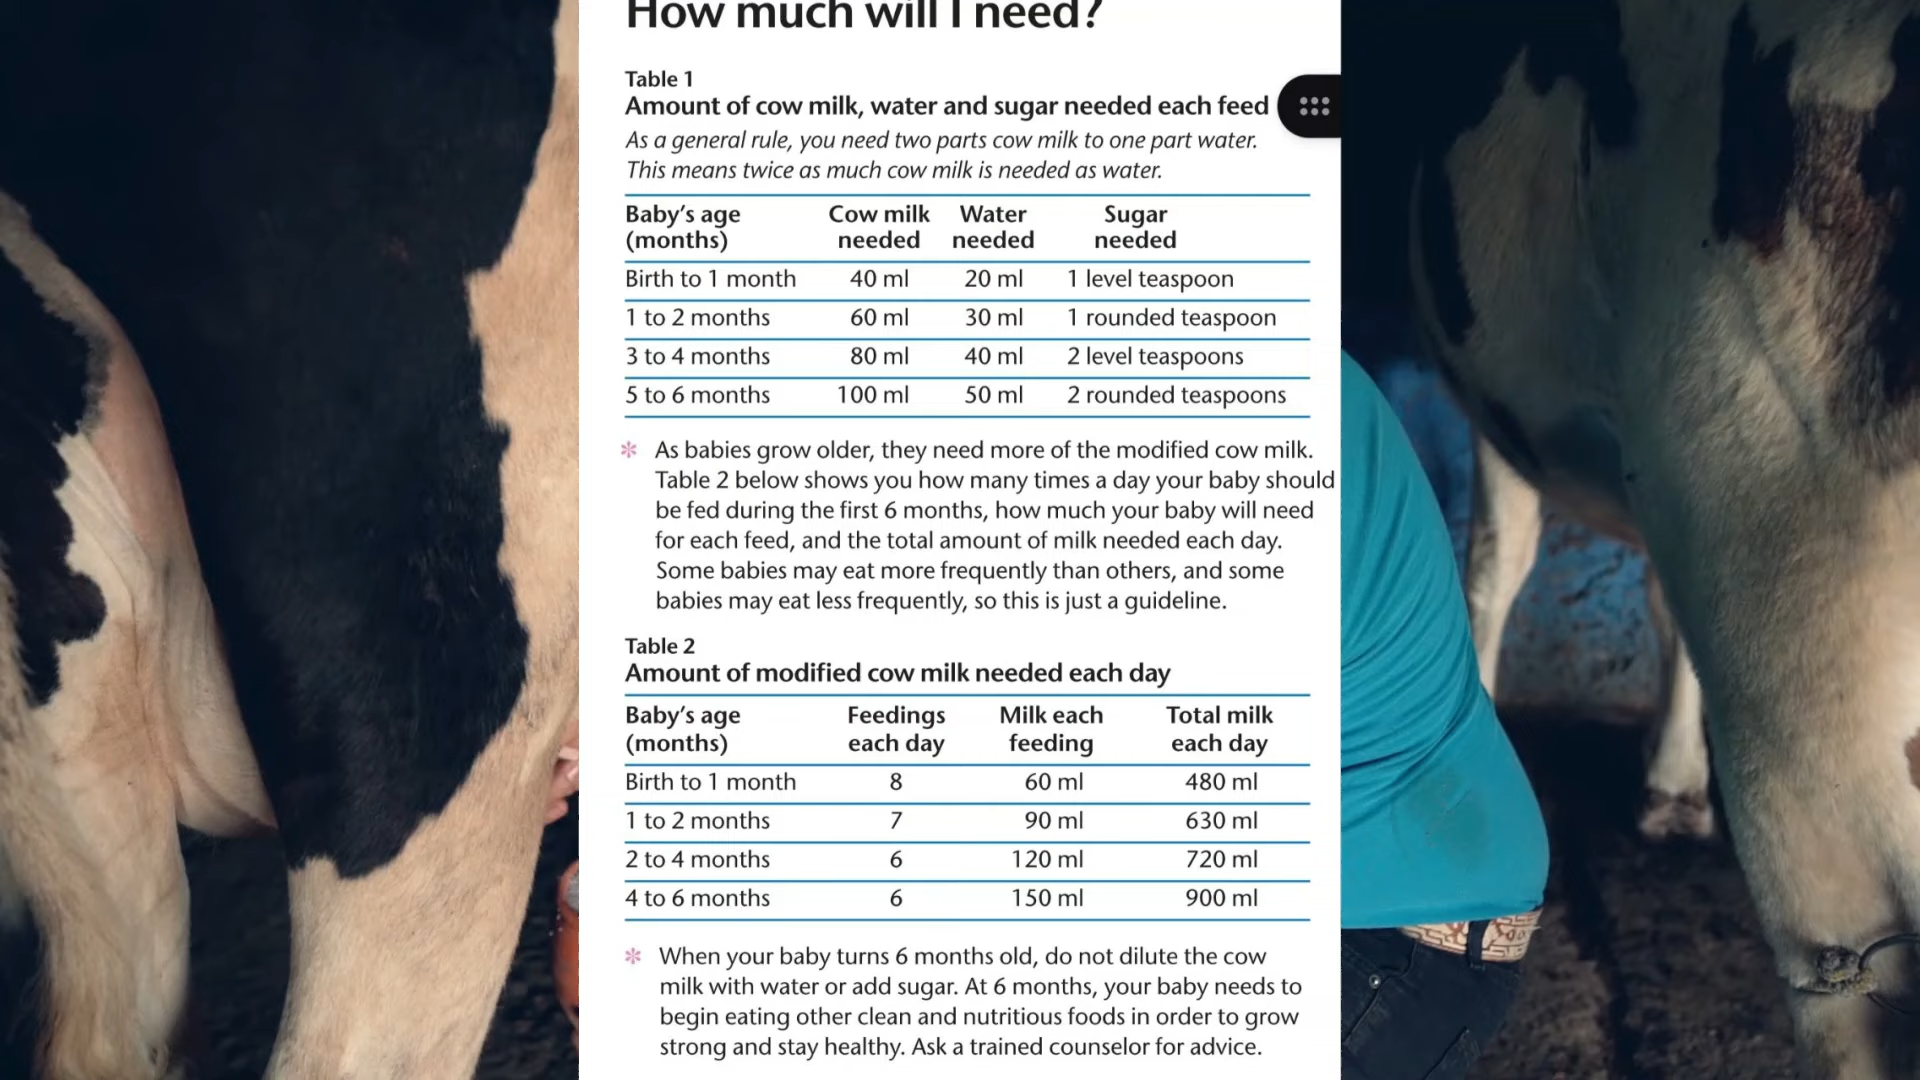 How much will I need?
Table 1
Amount of cow milk, water and sugar needed each feed
As a general rule, you need two parts cow milk to one part water.
This means twice as much cow milk is needed as water.
Baby's age Cow milk Water Sugar
(months) needed needed needed
Birth to 1 month 40 ml 20 ml 1 level teaspoon
1 to 2 months 60 ml 30 ml 1 rounded teaspoon
3 to 4 months 80 ml 40 ml 2 level teaspoons
5 to 6 months 100 ml 50 ml 2 rounded teaspoons
* As babies grow older, they need more of the modified cow milk.
Table 2 below shows you how many times a day your baby should
be fed during the first 6 months, how much your baby will need
for each feed, and the total amount of milk needed each day.
Some babies may eat more frequently than others, and some
babies may eat less frequently, so this is just a guideline.
Table 2
Amount of modified cow milk needed each day
Baby's age Feedings Milk each Total milk
(months) each day feeding each day
Birth to 1 month 8 60 ml 480 ml
1 to 2 months 7 90 ml 630 ml
2 to 4 months 6 120 ml 720 ml
4 to 6 months 6 150 ml 900 ml
* When your baby turns 6 months old, do not dilute the cow
milk with water or add sugar. At 6 months, your baby needs to
begin eating other clean and nutritious foods in order to grow
strong and stay healthy. Ask a trained counselor for advice.